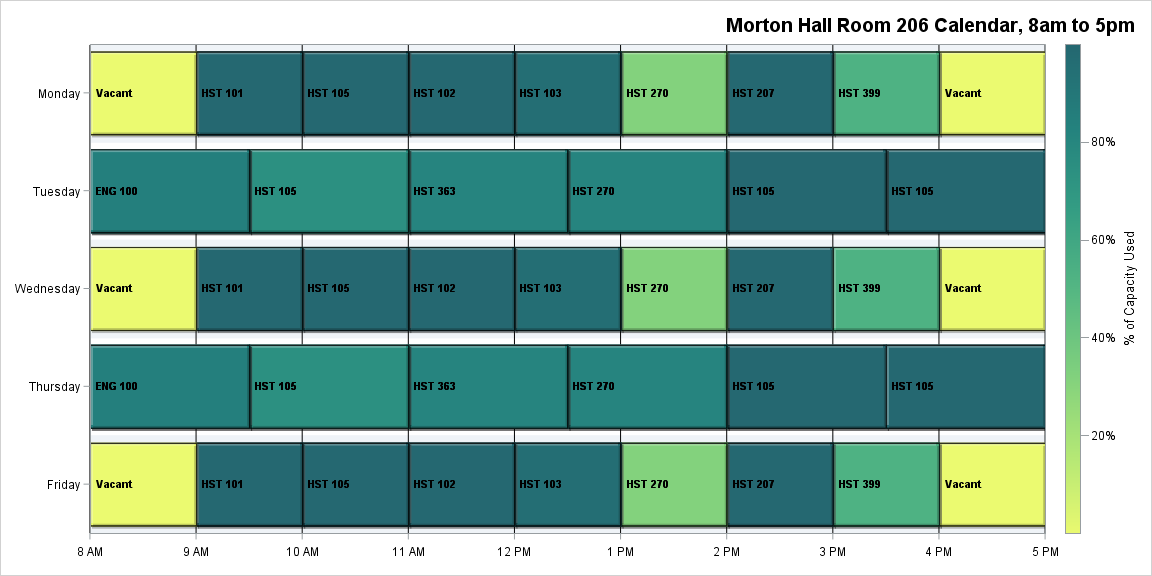 Morton Hall Room 206 Calendar, 8am to 5pm
Monday Vacant HST 101 HST 105 HST 102 HST 103 HST 270 HST 207 HST 399 Vacant
80%
Tuesday ENG 100 HST 105 HST 363 HST 270 HST 105 HST 105
60%
Wednesday Vacant HST 101 HST 105 HST 102 HST 103 HST 270 HST 207 HST 399 Vacant
% of Capacity Used
40%
Thursday ENG 100 HST 105 HST 363 HST 270 HST 105 HST 105
20%
Friday Vacant HST 101 HST 105 HST 102 HST 103 HST 270 HST 207 HST 399 Vacant
8 AM 9 AM 10 AM 11 AM 12 PM 1 PM 2 PM 3 PM 4 PM 5 PM